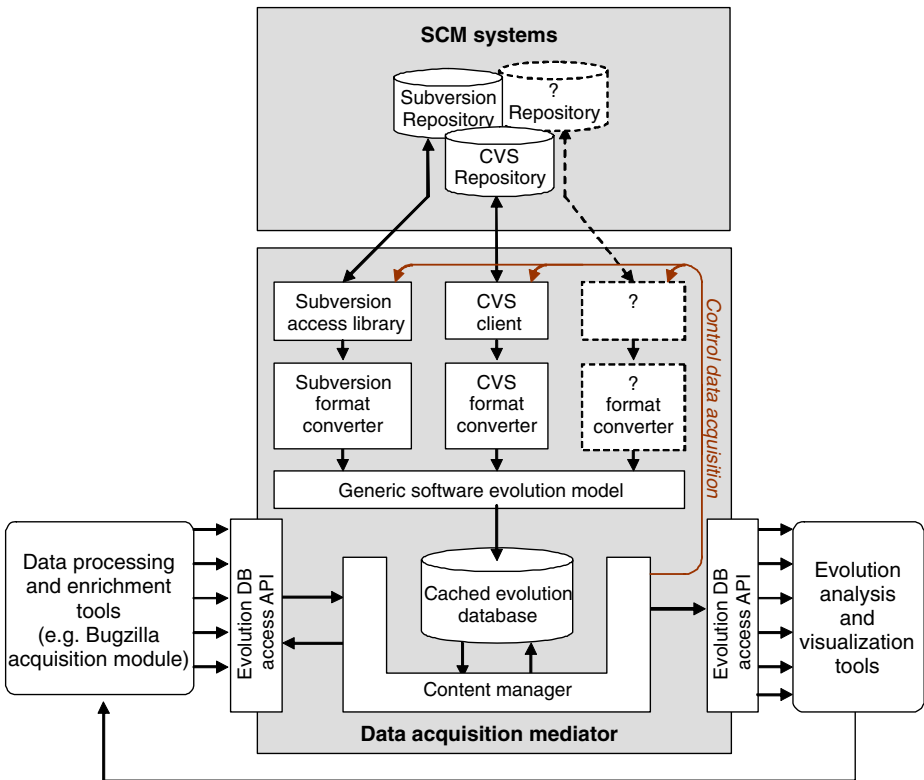 SCM systems
Subversion
Repository
?
Repository
CVS
Repository
Subversion
access library
CVS
client
?
Control data acquisition
Subversion
format
converter
CVS
format
converter
?
format
converter
Generic software evolution model
Data processing
and enrichment
tools
(e.g. Bugzilla
acquisition module)
Evolution DB
access API
Cached evolution
database
Content manager
Evolution DB
access API
Evolution
analysis
and
visualization
tools
Data acquisition mediator